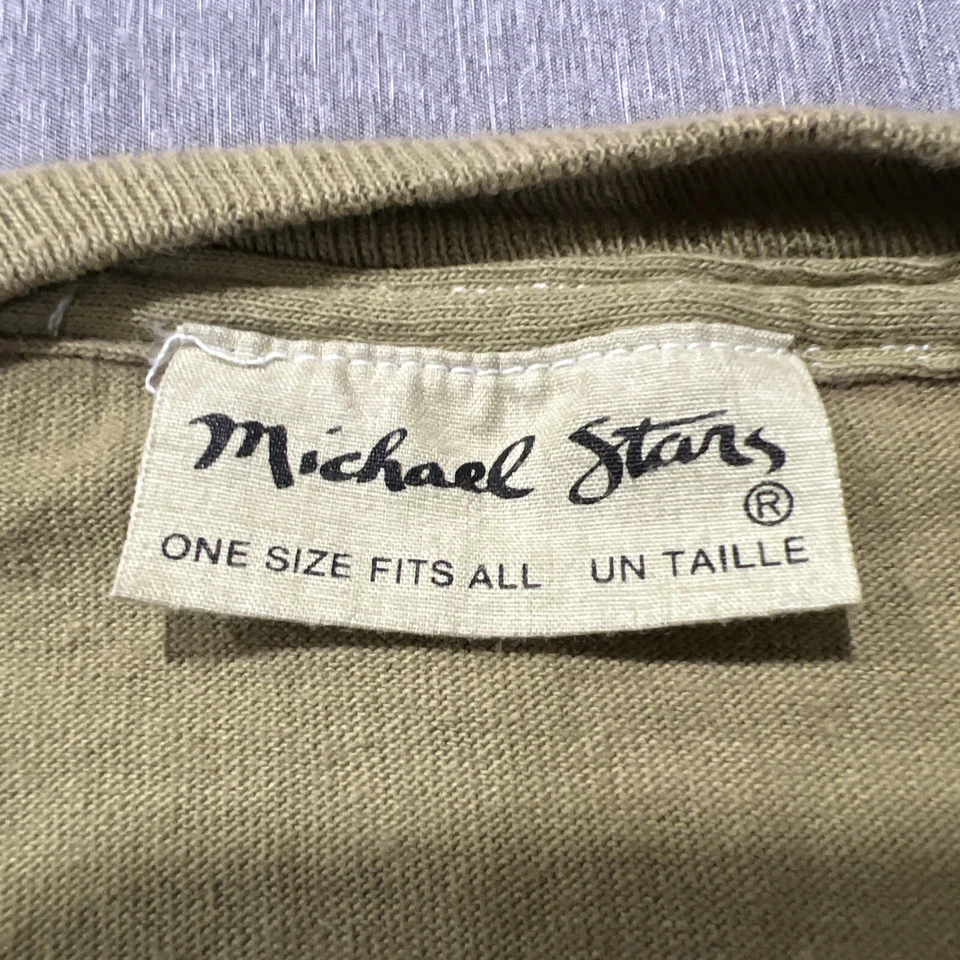 Michael Stars
®
ONE SIZE FITS ALL UN TAILLE